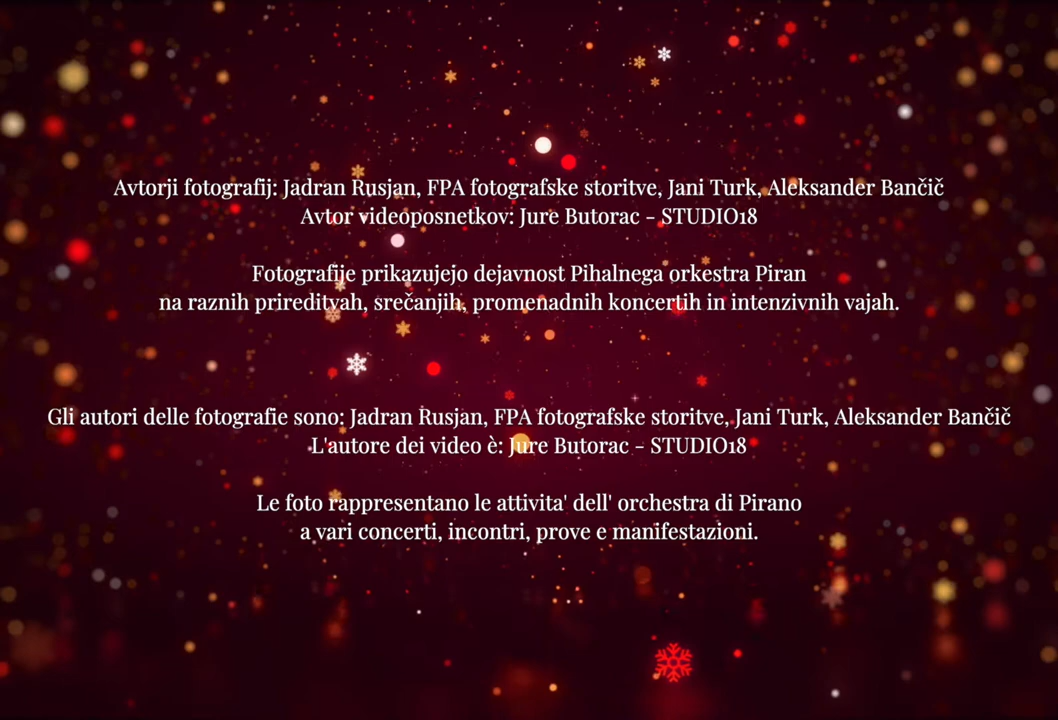 Avtorji fotografij: Jadran Rusjan, FPA fotografske storitve, Jani Turk, Aleksander Bančič
Avtor videoposnetkov: Jure Butorac - STUDIO18
Fotografije prikazujejo dejavnost Pihalnega orkestra Piran
na raznih prireditvah, srečanjih, promenadnih koncertih in intenzivnih vajah.
Gli autori delle fotografie sono: Jadran Rusjan, FPA fotografske storitve, Jani Turk, Aleksander Bančič
L'autore dei video è: Jure Butorac - STUDIO18
Le foto rappresentano le attivita' dell' orchestra di Pirano
a vari concerti, incontri, prove e manifestazioni.